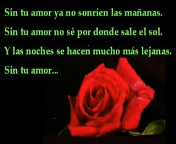 Sin tu amor ya no sonríen las mañanas.
Sin tu amor no sé por donde sale el sol.
Y las noches se hacen mucho más lejanas.
Sin tu amor...